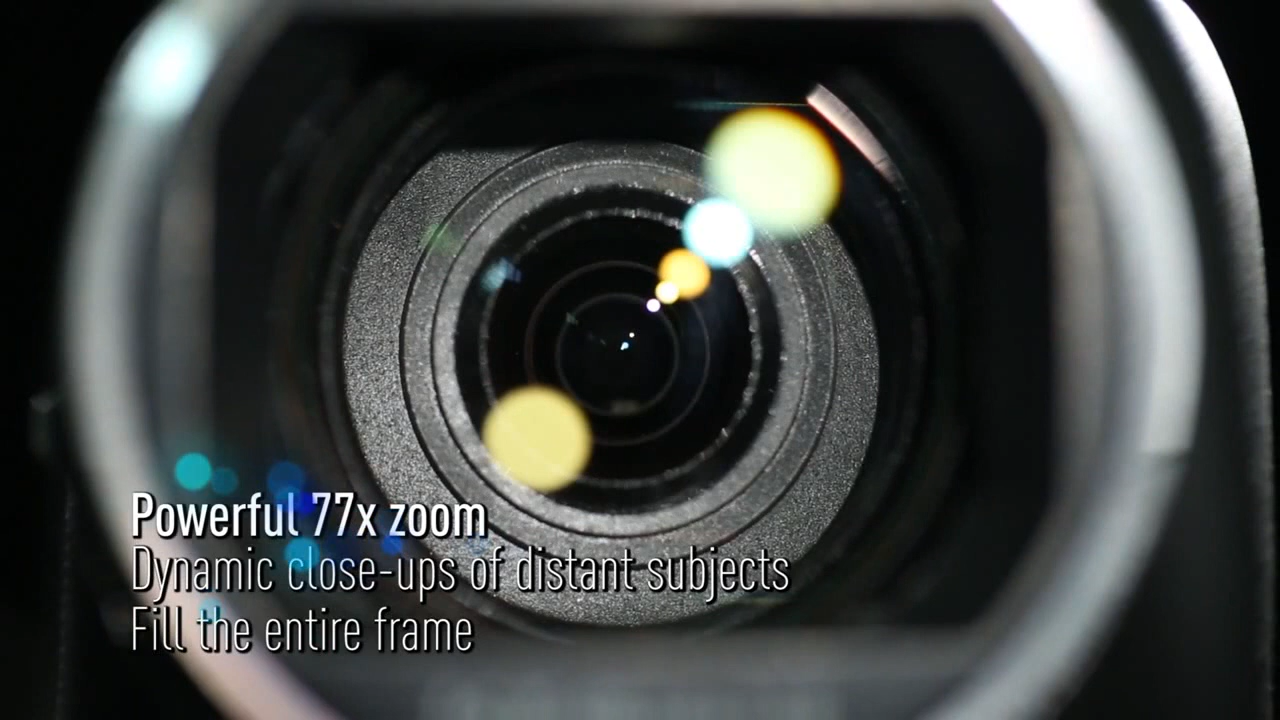 Powerful 77x zoom
Dynamic close-ups of distant subjects
Fill the entire frame